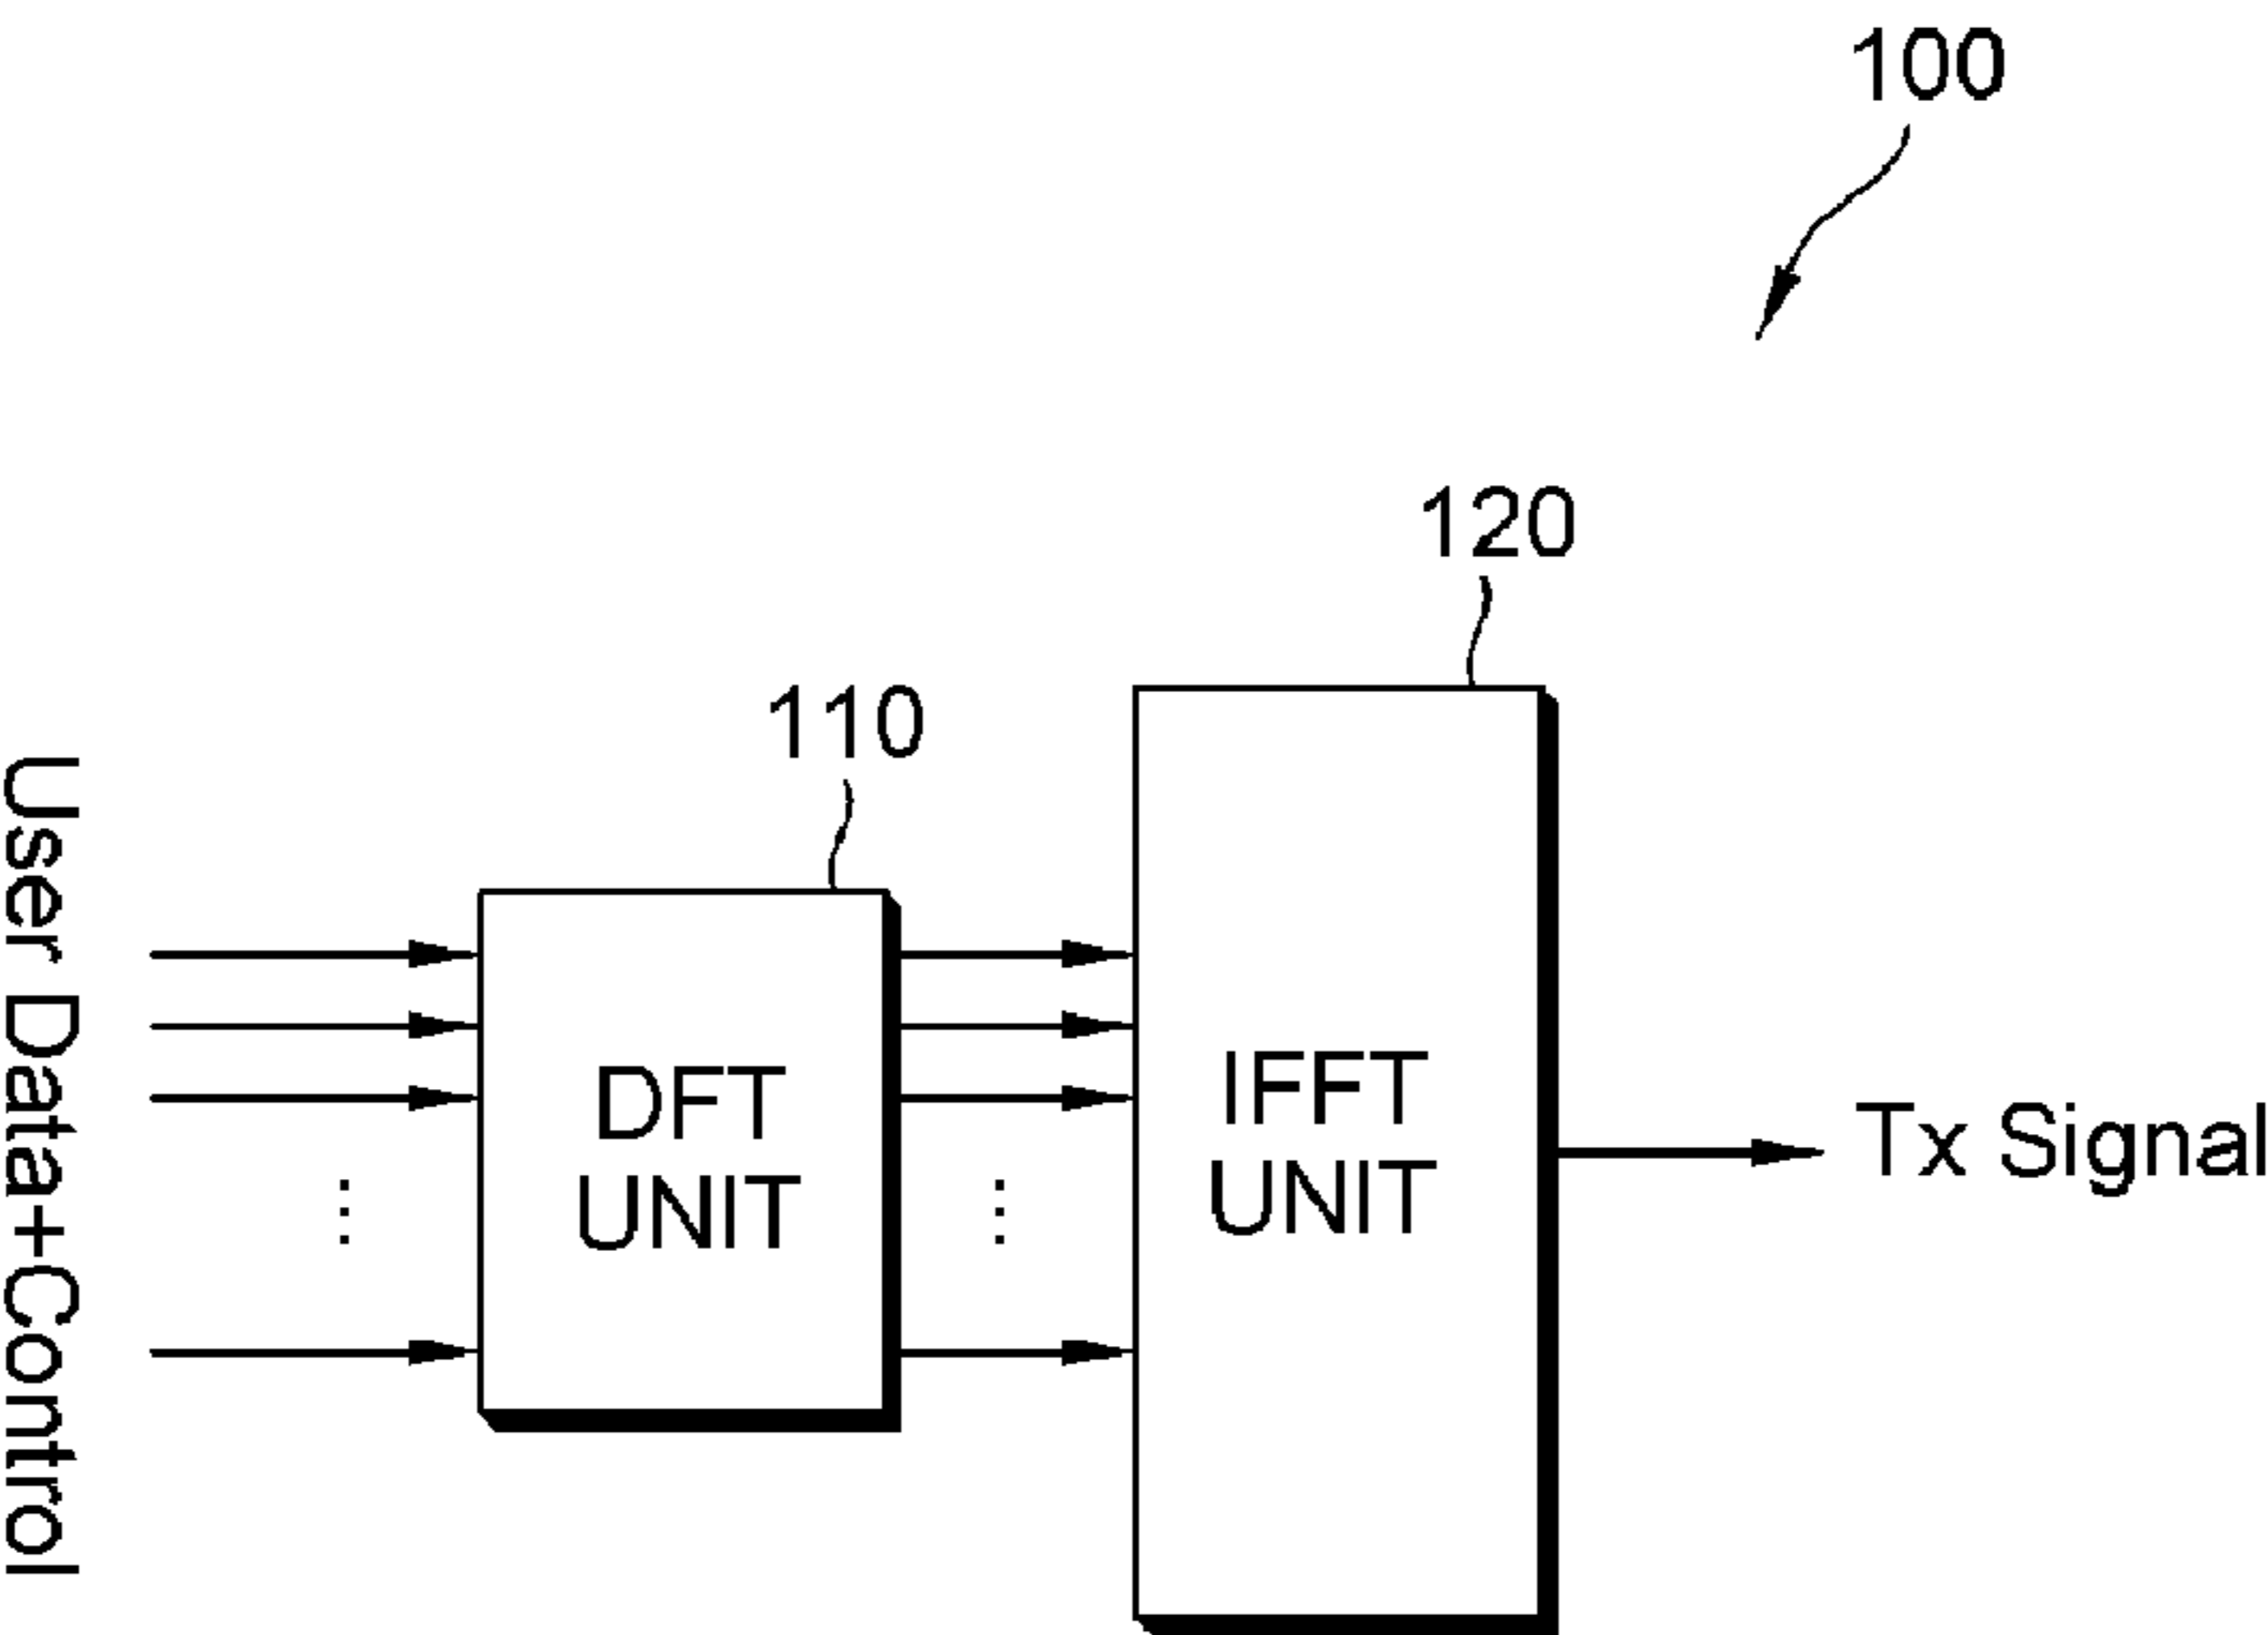 100
120
110
User Data+Control
DFT
UNIT
IFFT
UNIT
Tx Signal